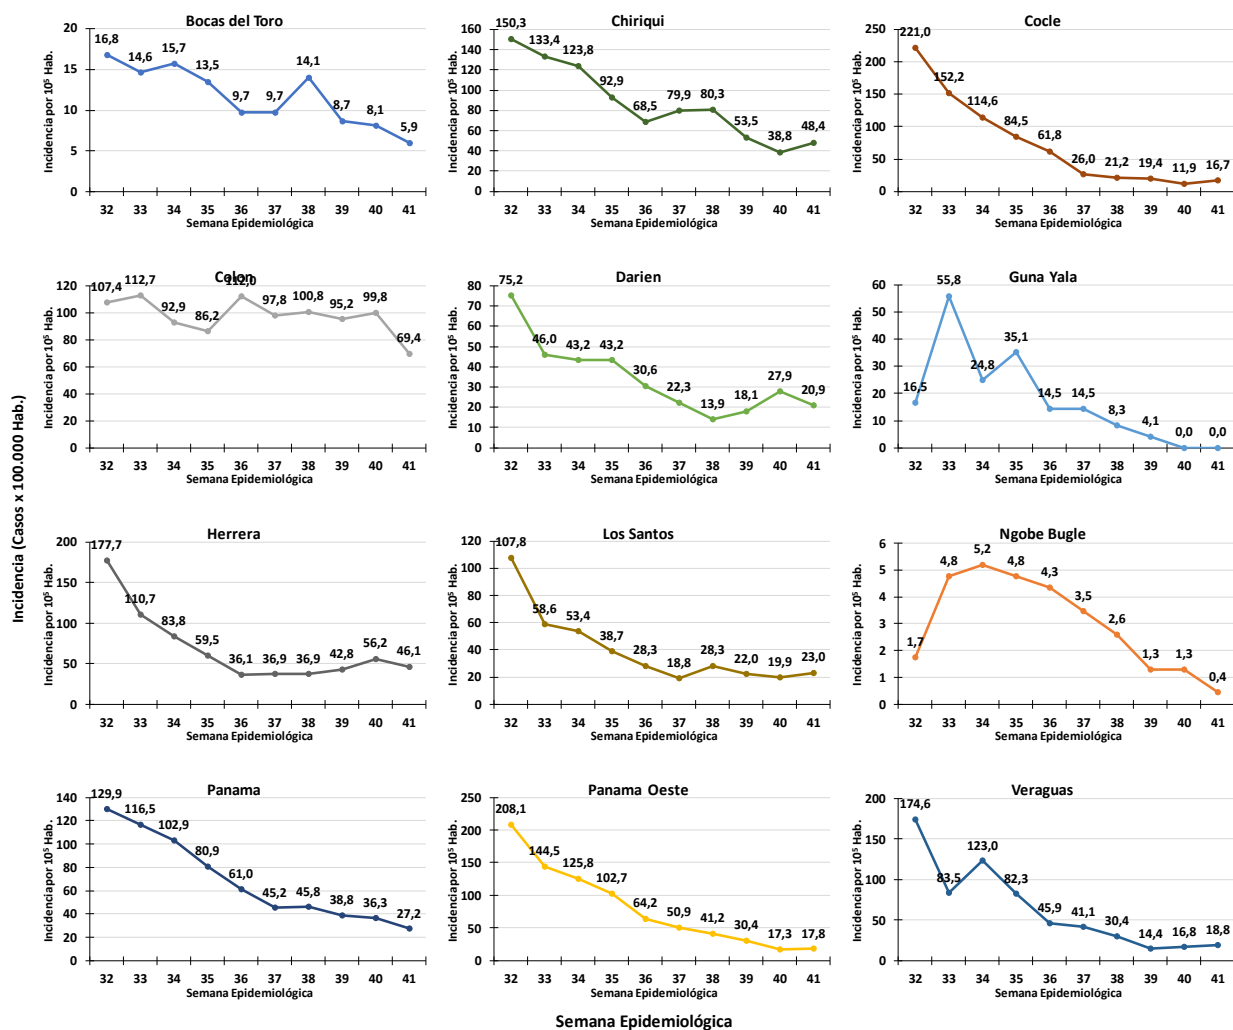 Incidencia (Casos x 100.000 Hab.)
Bocas del Toro
Incidencia por 10⁵ Hab.
20
15
10
5
0
16,8 14,6 15,7 13,5 9,7 9,7 14,1 8,7 8,1 5,9
32 33 34 35 36 37 38 39 40 41
Semana Epidemiológica
Chiriqui
Incidencia por 10⁵ Hab.
160
140
120
100
80
60
40
20
0
150,3 133,4 123,8 92,9 68,5 79,9 80,3 53,5 38,8 48,4
32 33 34 35 36 37 38 39 40 41
Semana Epidemiológica
Cocle
Incidencia por 10⁵ Hab.
250
200
150
100
50
0
221,0 152,2 114,6 84,5 61,8 26,0 21,2 19,4 11,9 16,7
32 33 34 35 36 37 38 39 40 41
Semana Epidemiológica
Colon
Incidencia por 10⁵ Hab.
120
100
80
60
40
20
0
107,4 112,7 92,9 86,2 112,0 97,8 100,8 95,2 99,8 69,4
32 33 34 35 36 37 38 39 40 41
Semana Epidemiológica
Darien
Incidencia por 10⁵ Hab.
80
70
60
50
40
30
20
10
0
75,2 46,0 43,2 43,2 30,6 22,3 13,9 18,1 27,9 20,9
32 33 34 35 36 37 38 39 40 41
Semana Epidemiológica
Guna Yala
Incidencia por 10⁵ Hab.
60
50
40
30
20
10
0
16,5 55,8 24,8 35,1 14,5 14,5 8,3 4,1 0,0 0,0
32 33 34 35 36 37 38 39 40 41
Semana Epidemiológica
Herrera
Incidencia por 10⁵ Hab.
200
150
100
50
0
177,7 110,7 83,8 59,5 36,1 36,9 36,9 42,8 56,2 46,1
32 33 34 35 36 37 38 39 40 41
Semana Epidemiológica
Los Santos
Incidencia por 10⁵ Hab.
120
100
80
60
40
20
0
107,8 58,6 53,4 38,7 28,3 18,8 28,3 22,0 19,9 23,0
32 33 34 35 36 37 38 39 40 41
Semana Epidemiológica
Ngobe Bugle
Incidencia por 10⁵ Hab.
6
5
4
3
2
1
0
1,7 4,8 5,2 4,8 4,3 3,5 2,6 1,3 1,3 0,4
32 33 34 35 36 37 38 39 40 41
Semana Epidemiológica
Panama
Incidencia por 10⁵ Hab.
140
120
100
80
60
40
20
0
129,9 116,5 102,9 80,9 61,0 45,2 45,8 38,8 36,3 27,2
32 33 34 35 36 37 38 39 40 41
Semana Epidemiológica
Panama Oeste
Incidencia por 10⁵ Hab.
250
200
150
100
50
0
208,1 144,5 125,8 102,7 64,2 50,9 41,2 30,4 17,3 17,8
32 33 34 35 36 37 38 39 40 41
Semana Epidemiológica
Veraguas
Incidencia por 10⁵ Hab.
200
150
100
50
0
174,6 83,5 123,0 82,3 45,9 41,1 30,4 14,4 16,8 18,8
32 33 34 35 36 37 38 39 40 41
Semana Epidemiológica
Semana Epidemiológica